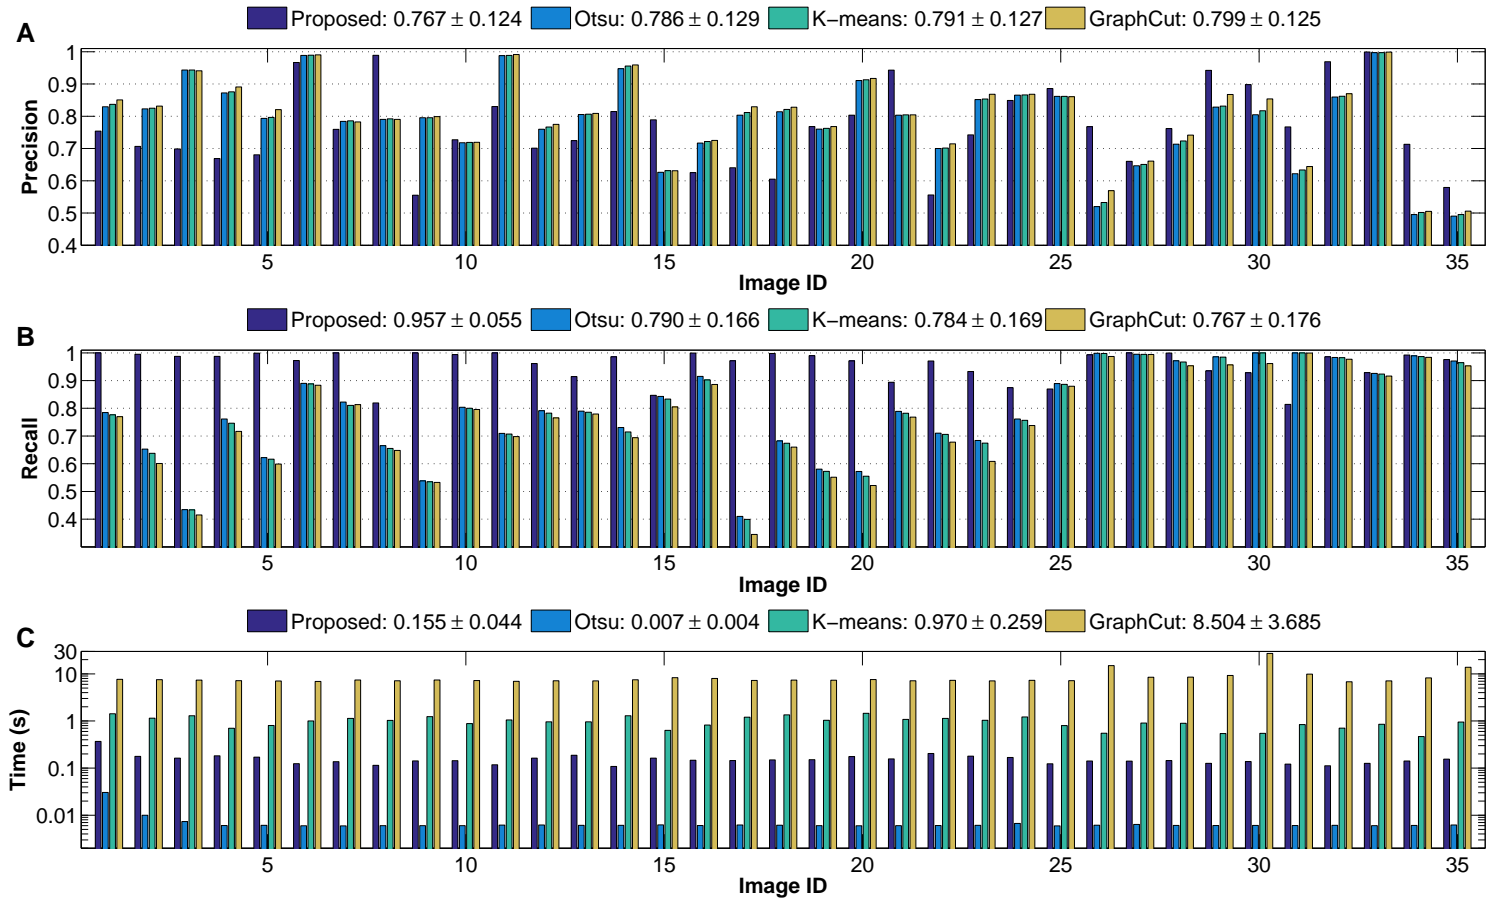 A
Proposed: 0.767 ± 0.124 Otsu: 0.786 ± 0.129 K−means: 0.791 ± 0.127 GraphCut: 0.799 ± 0.125
Precision
1
0.9
0.8
0.7
0.6
0.5
0.4
5 10 15 20 25 30 35
Image ID
B
Proposed: 0.957 ± 0.055 Otsu: 0.790 ± 0.166 K−means: 0.784 ± 0.169 GraphCut: 0.767 ± 0.176
Recall
1
0.9
0.8
0.7
0.6
0.5
0.4
5 10 15 20 25 30 35
Image ID
C
Proposed: 0.155 ± 0.044 Otsu: 0.007 ± 0.004 K−means: 0.970 ± 0.259 GraphCut: 8.504 ± 3.685
Time (s)
30
10
1
0.1
0.01
5 10 15 20 25 30 35
Image ID